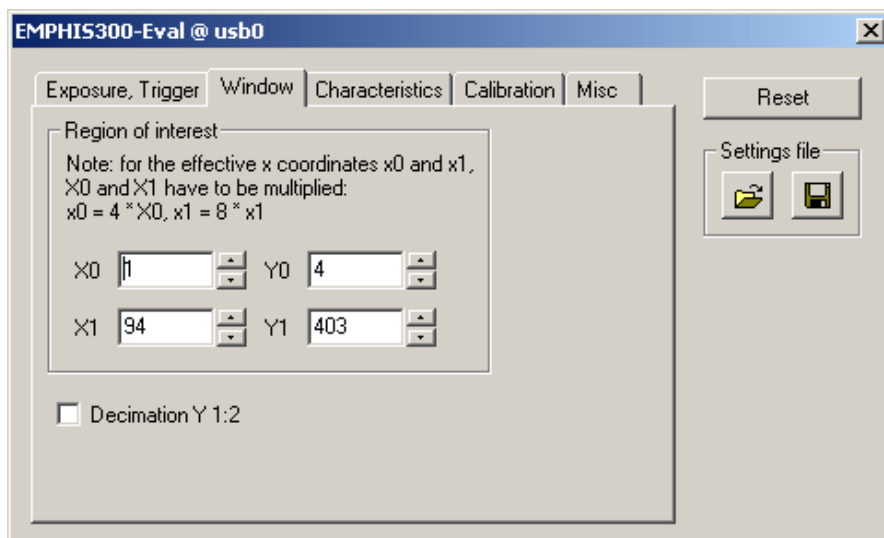 EMPHIS300-Eval @ usb0
Exposure, Trigger Window Characteristics Calibration Misc
Reset
Region of interest
Settings file
Note: for the effective x coordinates x0 and x1,
X0 and X1 have to be multiplied:
x0 = 4 * X0, x1 = 8 * x1
X0 1 Y0 4
X1 94 Y1 403
Decimation Y 1:2